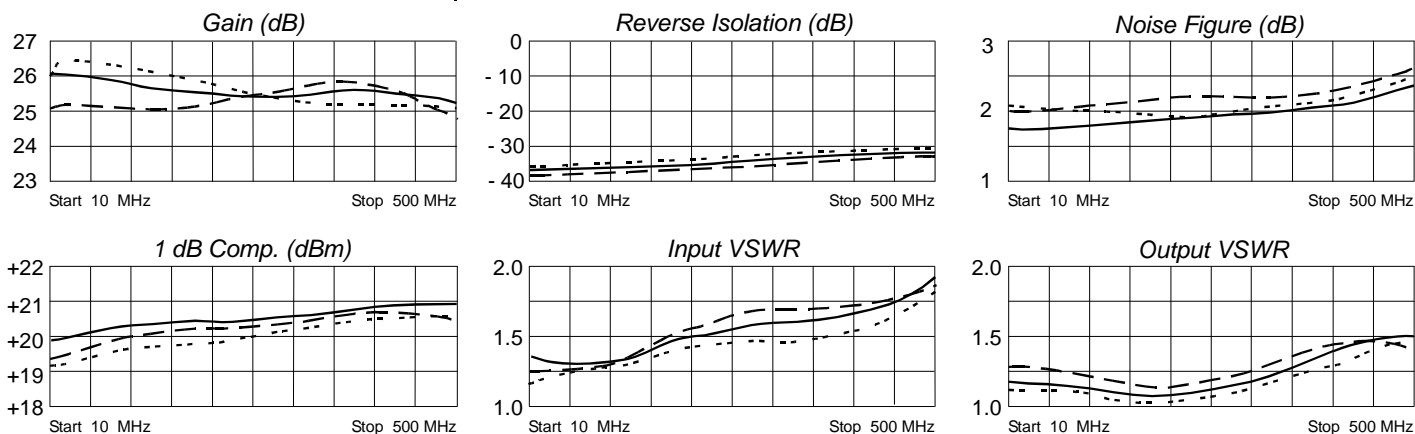 Gain (dB)
27
26
25
24
23
Start 10 MHz
Stop 500 MHz
Reverse Isolation (dB)
0
- 10
- 20
- 30
- 40
Start 10 MHz
Stop 500 MHz
Noise Figure (dB)
3
2
1
Start 10 MHz
Stop 500 MHz
1 dB Comp. (dBm)
+22
+21
+20
+19
+18
Start 10 MHz
Stop 500 MHz
Input VSWR
2.0
1.5
1.0
Start 10 MHz
Stop 500 MHz
Output VSWR
2.0
1.5
1.0
Start 10 MHz
Stop 500 MHz